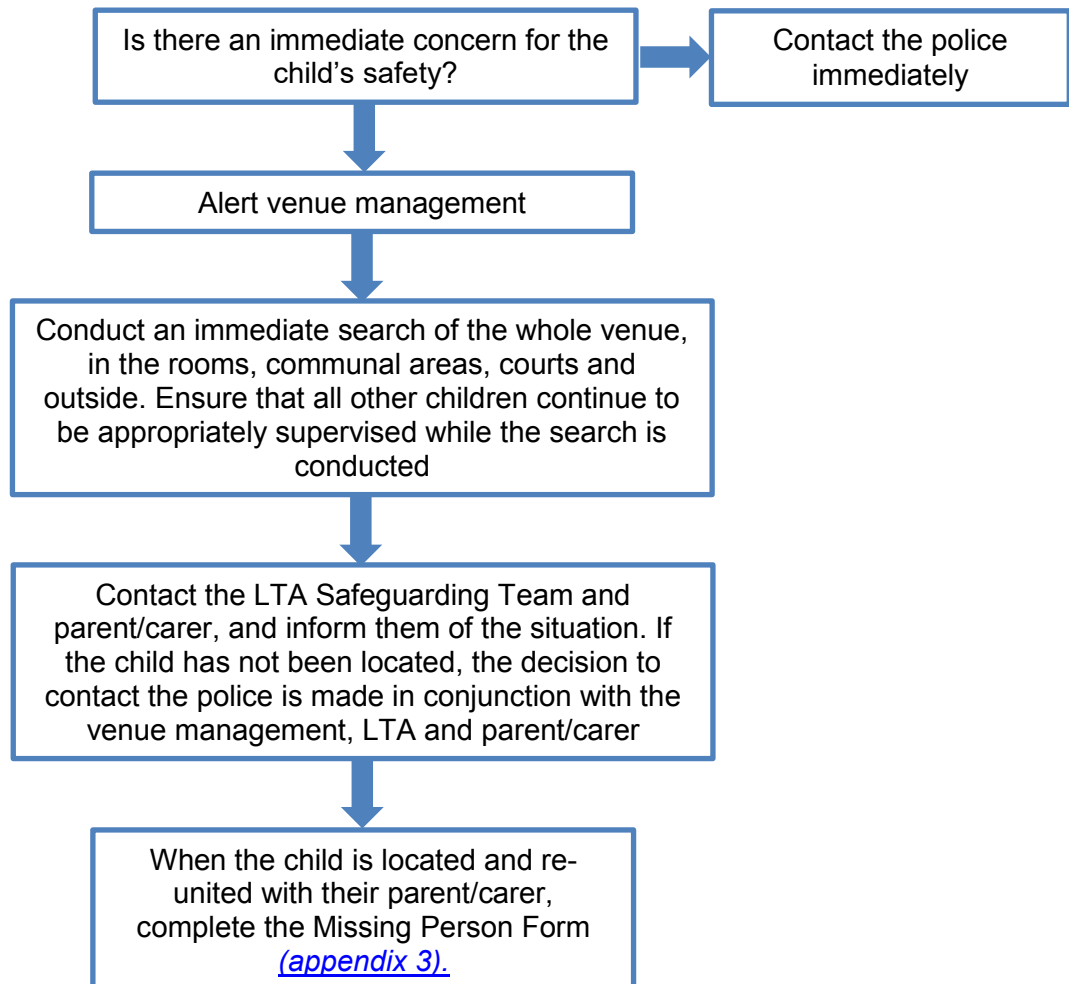 Is there an immediate concern for the
child’s safety?
Contact the police
immediately
Alert venue management
Conduct an immediate search of the whole venue,
in the rooms, communal areas, courts and
outside. Ensure that all other children continue to
be appropriately supervised while the search is
conducted
Contact the LTA Safeguarding Team and
parent/carer, and inform them of the situation. If
the child has not been located, the decision to
contact the police is made in conjunction with the
venue management, LTA and parent/carer
When the child is located and re-
united with their parent/carer,
complete the Missing Person Form
(appendix 3).